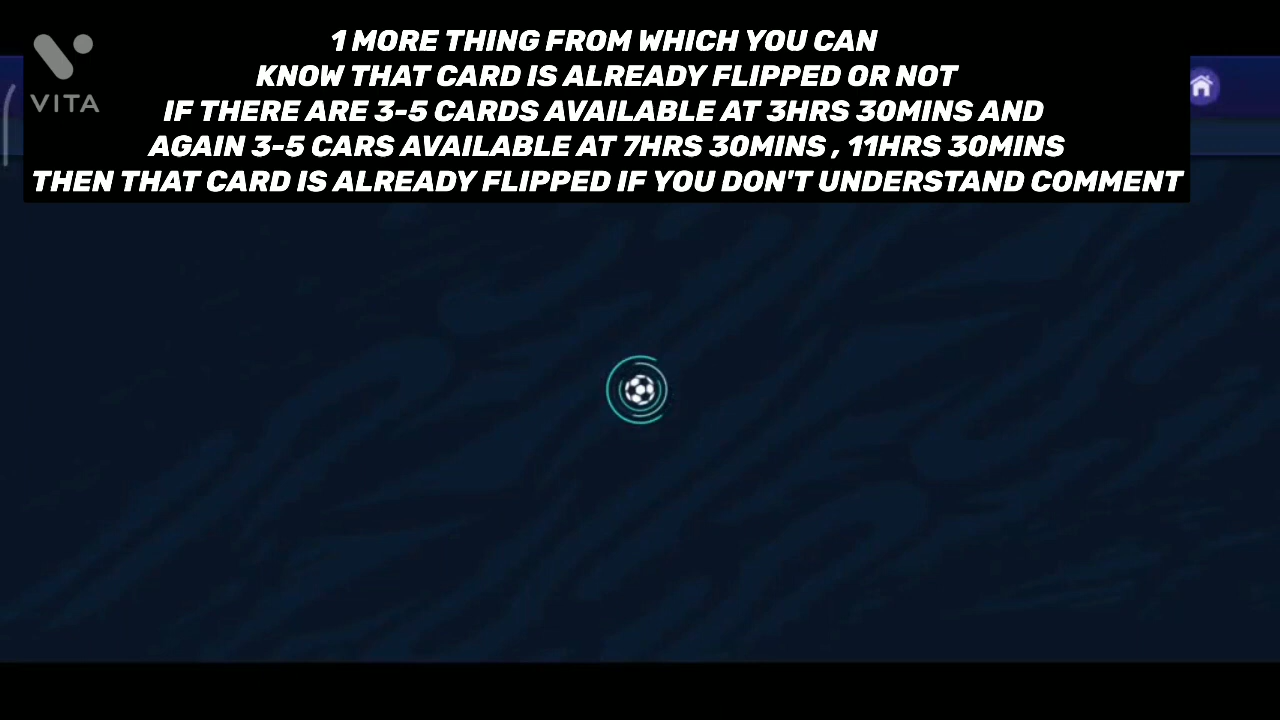 1 MORE THING FROM WHICH YOU CAN
KNOW THAT CARD IS ALREADY FLIPPED OR NOT
IF THERE ARE 3-5 CARDS AVAILABLE AT 3HRS 30MINS AND
AGAIN 3-5 CARS AVAILABLE AT 7HRS 30MINS , 11HRS 30MINS
THEN THAT CARD IS ALREADY FLIPPED IF YOU DON'T UNDERSTAND COMMENT
VITA